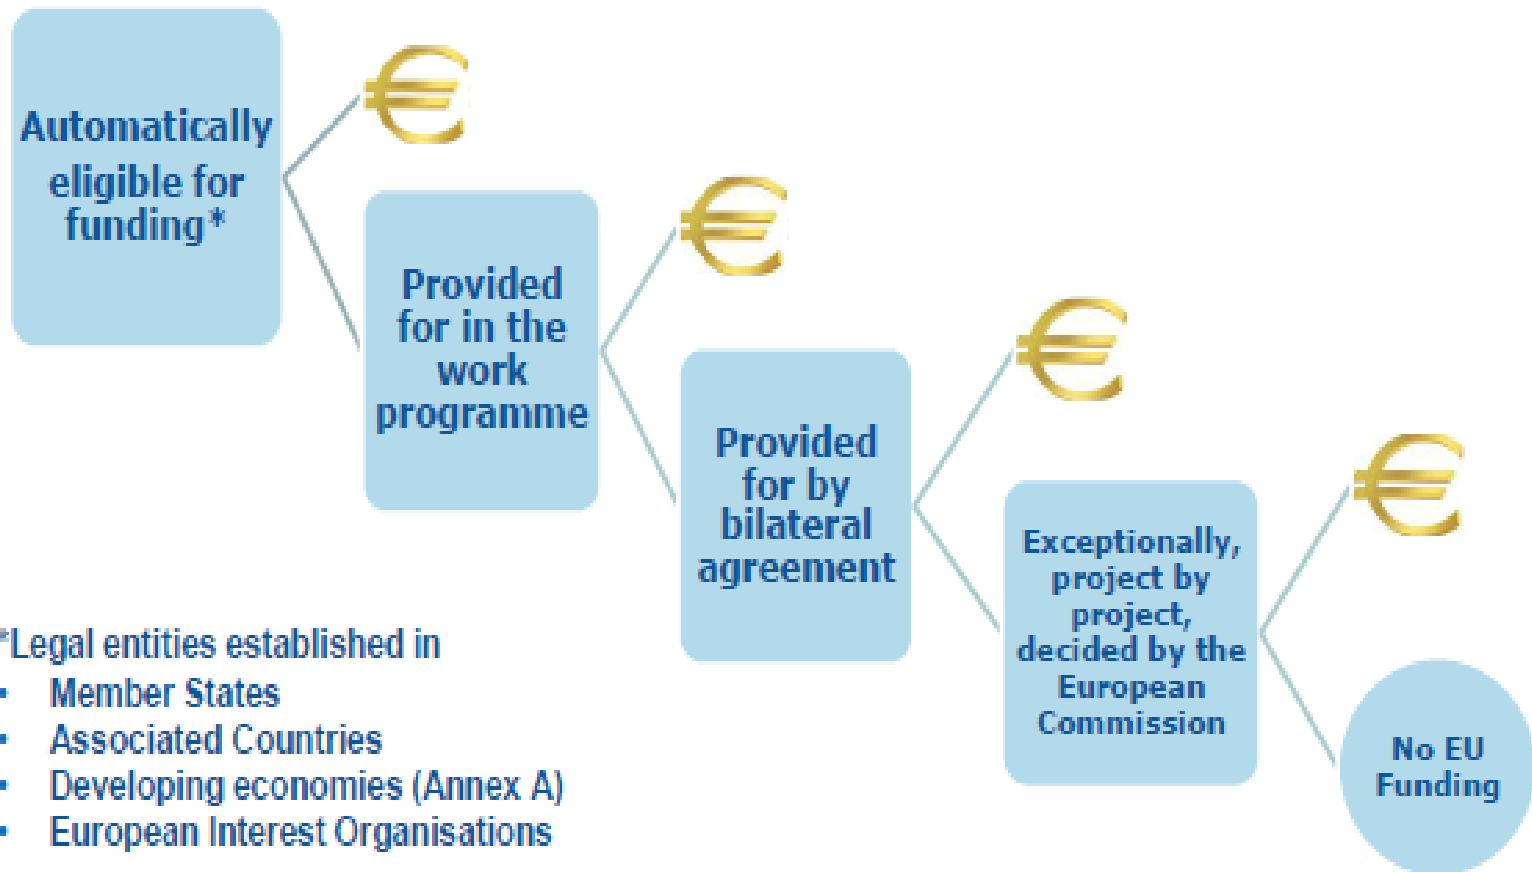 Automatically
eligible for
funding*
Provided
for in the
work
programme
Provided
for by
bilateral
agreement
Exceptionally,
project by
project,
decided by the
European
Commission
No EU
Funding
*Legal entities established in
• Member States
• Associated Countries
• Developing economies (Annex A)
• European Interest Organisations